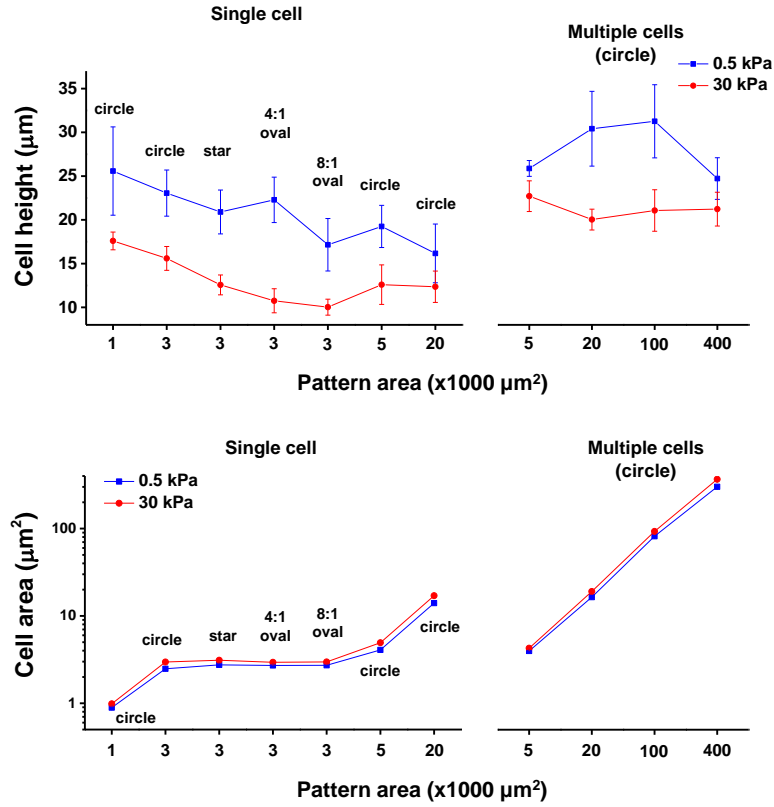 Single cell
Multiple cells
(circle)
0.5 kPa
30 kPa
Cell height (μm)
35
30
25
20
15
10
circle
circle
star
4:1
oval
8:1
oval
circle
circle
1 3 3 3 3 5 20
5 20 100 400
Pattern area (x1000 μm²)
Single cell
Multiple cells
(circle)
0.5 kPa
30 kPa
Cell area (μm²)
100
10
1
circle
circle
star
4:1
oval
8:1
oval
circle
circle
1 3 3 3 3 5 20
5 20 100 400
Pattern area (x1000 μm²)